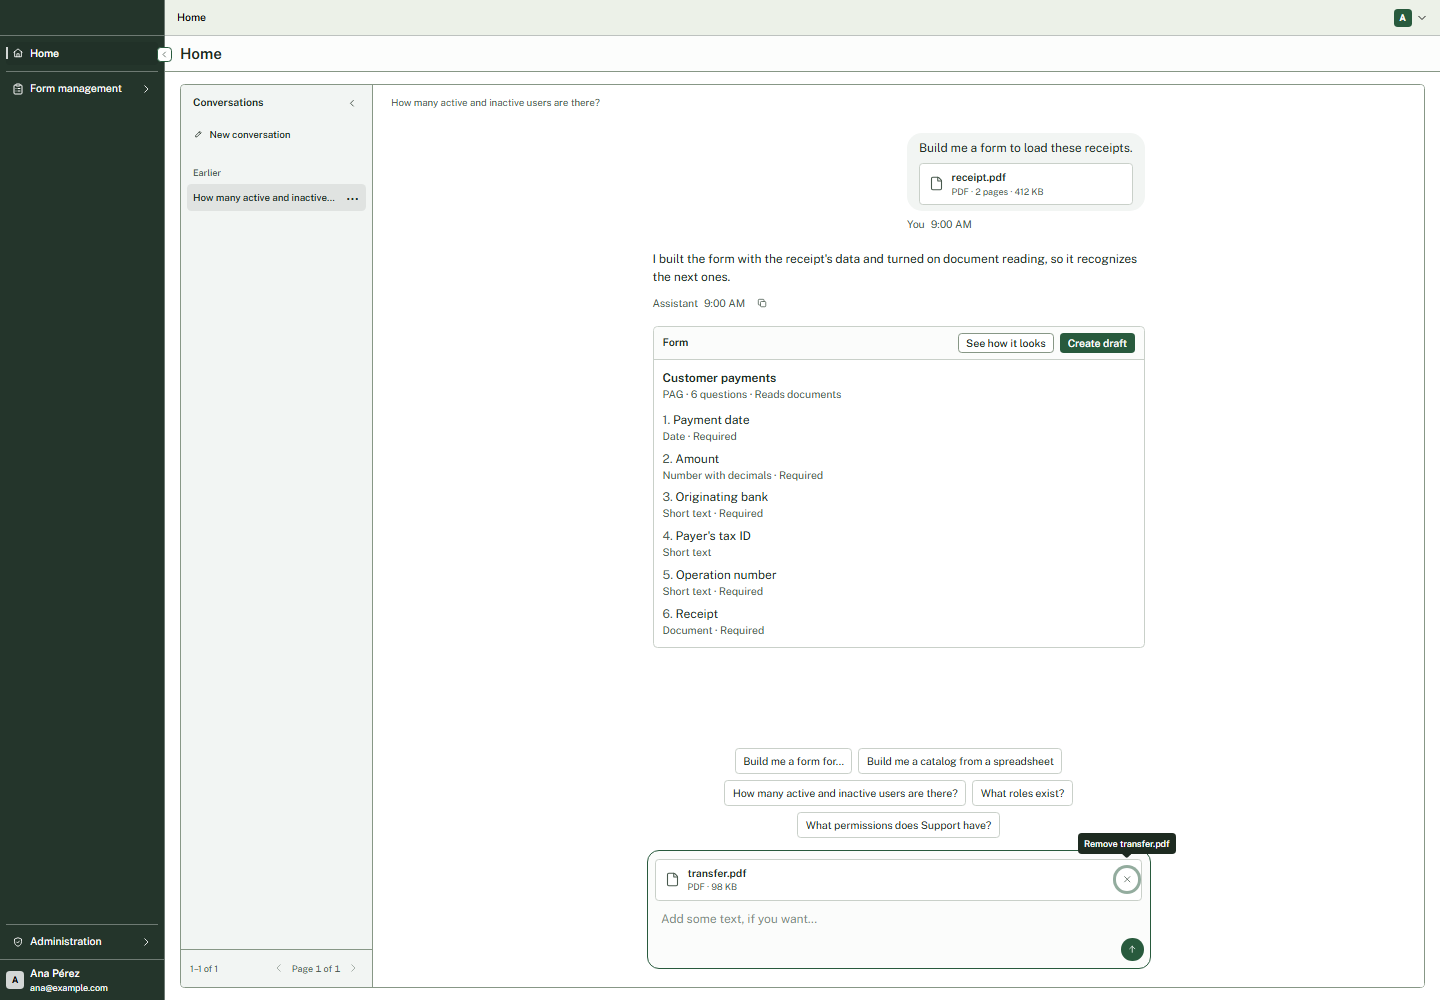 Home
A
Home
Form management
Home
Conversations
New conversation
Earlier
How many active and inactive...
1–1 of 1
Page 1 of 1
How many active and inactive users are there?
Build me a form to load these receipts.
receipt.pdf
PDF · 2 pages · 412 KB
You 9:00 AM
I built the form with the receipt's data and turned on document reading, so it recognizes
the next ones.
Assistant 9:00 AM
Form
See how it looks
Create draft
Customer payments
PAG · 6 questions · Reads documents
1. Payment date
Date · Required
2. Amount
Number with decimals · Required
3. Originating bank
Short text · Required
4. Payer's tax ID
Short text
5. Operation number
Short text · Required
6. Receipt
Document · Required
Build me a form for...
Build me a catalog from a spreadsheet
How many active and inactive users are there?
What roles exist?
What permissions does Support have?
Remove transfer.pdf
transfer.pdf
PDF · 98 KB
Add some text, if you want...
Administration
A
Ana Pérez
ana@example.com